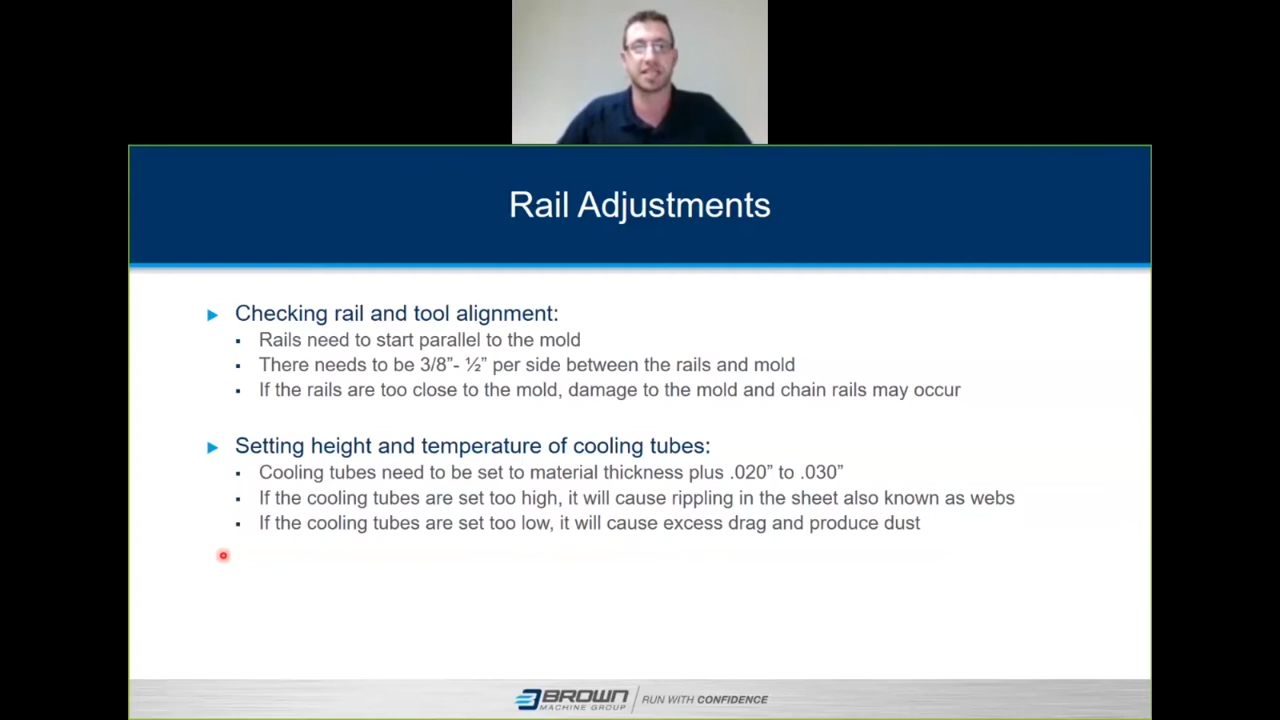 Rail Adjustments
Checking rail and tool alignment:
Rails need to start parallel to the mold
There needs to be 3/8”- ½” per side between the rails and mold
If the rails are too close to the mold, damage to the mold and chain rails may occur
Setting height and temperature of cooling tubes:
Cooling tubes need to be set to material thickness plus .020” to .030”
If the cooling tubes are set too high, it will cause rippling in the sheet also known as webs
If the cooling tubes are set too low, it will cause excess drag and produce dust
BROWN
MACHINE GROUP
RUN WITH CONFIDENCE